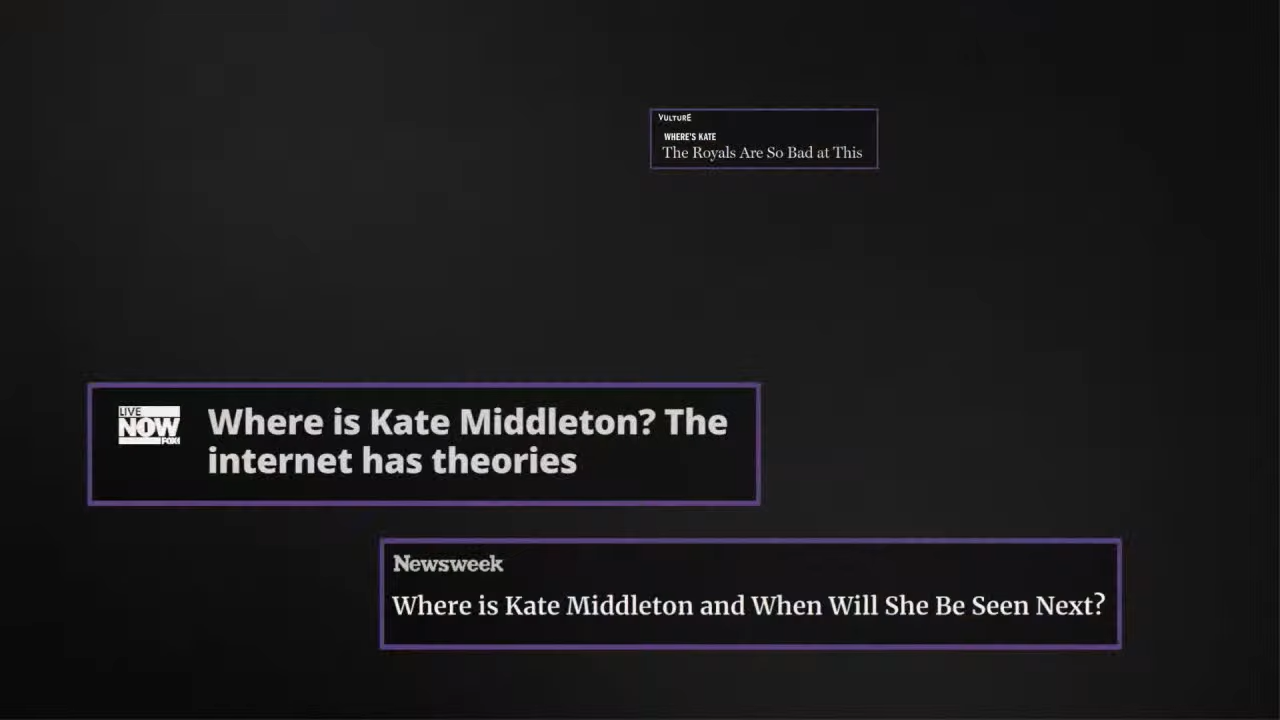 VULTURE
WHERE'S KATE
The Royals Are So Bad at This
LIVE
NOW
FOX
Where is Kate Middleton? The
internet has theories
Newsweek
Where is Kate Middleton and When Will She Be Seen Next?